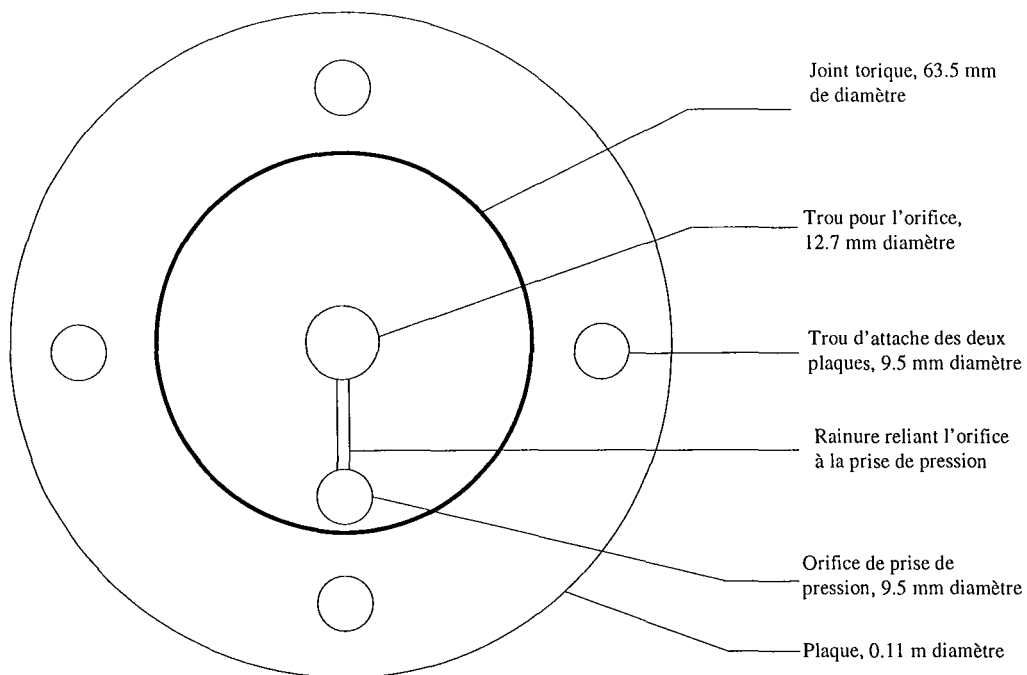 Joint torique, 63.5 mm
de diamètre
Trou pour l'orifice,
12.7 mm diamètre
Trou d'attache des deux
plaques, 9.5 mm diamètre
Rainure reliant l'orifice
à la prise de pression
Orifice de prise de
pression, 9.5 mm diamètre
Plaque, 0.11 m diamètre